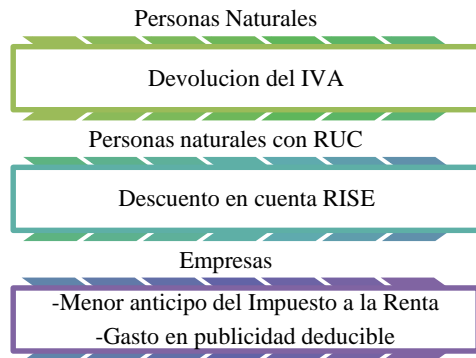 Personas Naturales
Devolucion del IVA
Personas naturales con RUC
Descuento en cuenta RISE
Empresas
-Menor anticipo del Impuesto a la Renta
-Gasto en publicidad deducible